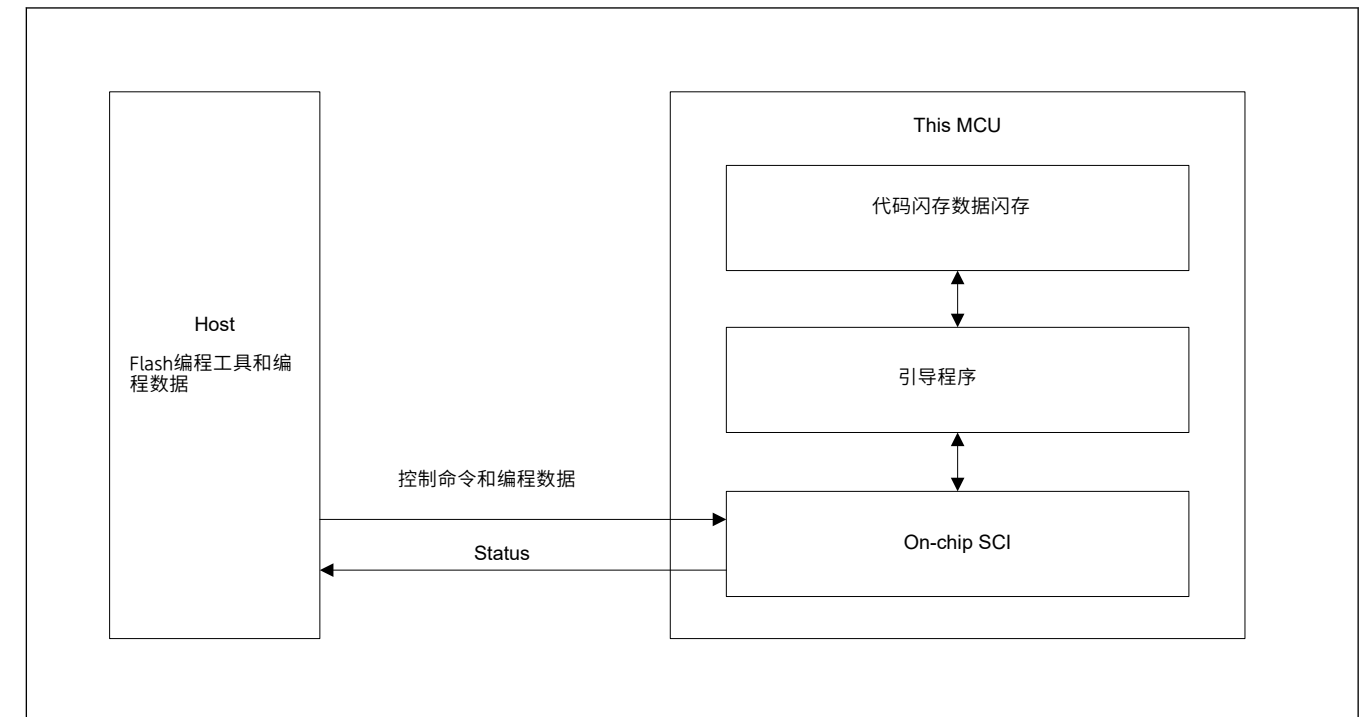 This MCU
代码闪存数据闪存
Host
Flash编程工具和编
程数据
引导程序
控制命令和编程数据
On-chip SCI
Status